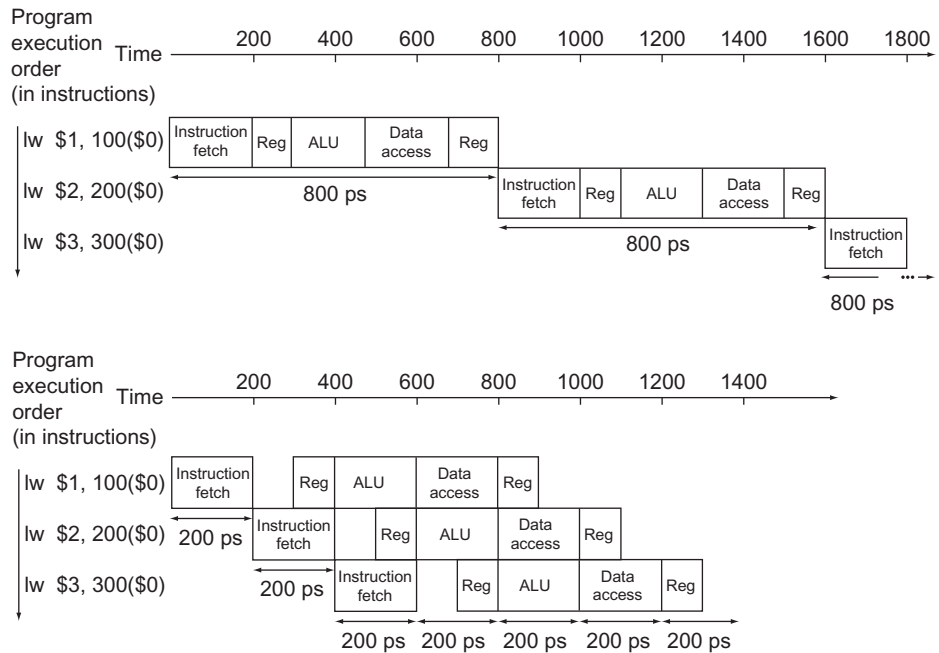 Program
execution
order
(in instructions)
Time
200 400 600 800 1000 1200 1400 1600 1800
lw $1, 100($0)
Instruction
fetch
Reg
ALU
Data
access
Reg
800 ps
lw $2, 200($0)
Instruction
fetch
Reg
ALU
Data
access
Reg
800 ps
lw $3, 300($0)
Instruction
fetch
...
800 ps
Program
execution
order
(in instructions)
Time
200 400 600 800 1000 1200 1400
lw $1, 100($0)
Instruction
fetch
Reg
ALU
Data
access
Reg
200 ps
lw $2, 200($0)
Instruction
fetch
Reg
ALU
Data
access
Reg
200 ps
lw $3, 300($0)
Instruction
fetch
Reg
ALU
Data
access
Reg
200 ps 200 ps 200 ps 200 ps 200 ps